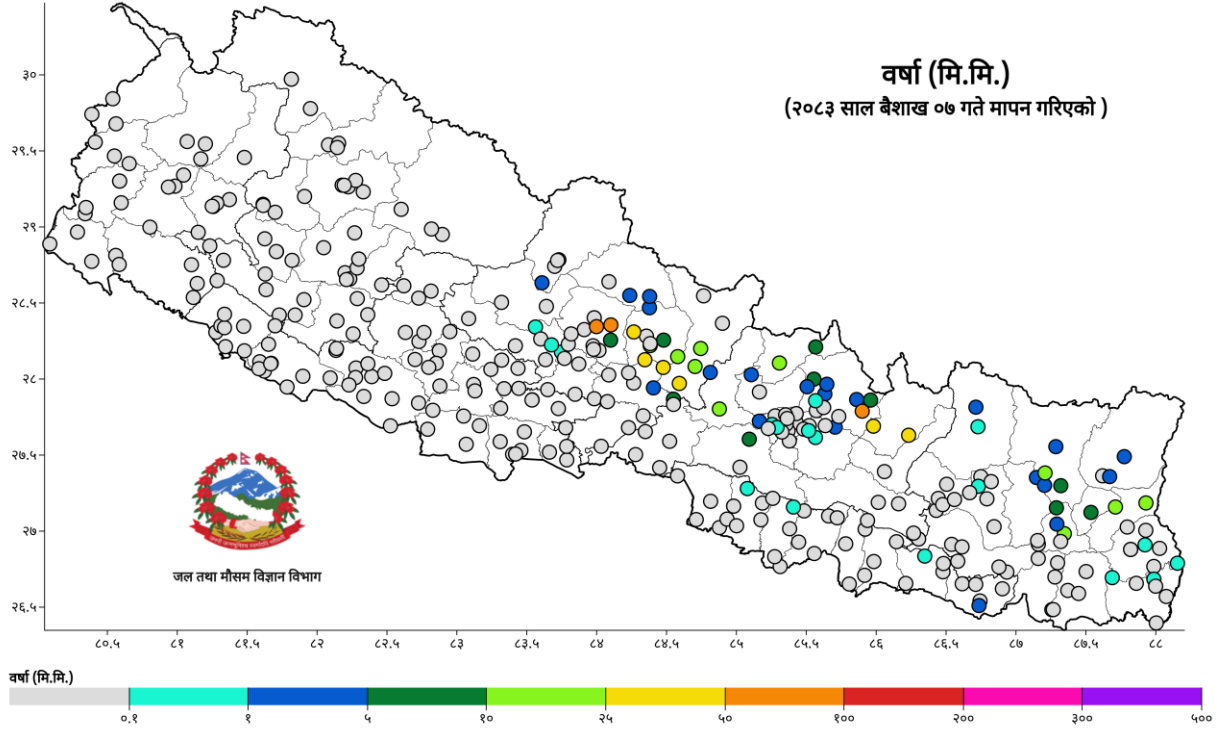 वर्षा (मि.मि.)
(२०८३ साल बैशाख ०७ गते मापन गरिएको )
३०
२९.५
२९
२८.५
२८
२७.५
२७
२६.५
जल तथा मौसम विज्ञान विभाग
८०.५ ८१ ८१.५ ८२ ८२.५ ८३ ८३.५ ८४ ८४.५ ८५ ८५.५ ८६ ८६.५ ८७ ८७.५ ८८
वर्षा (मि.मि.)
०.१ १ ५ १० २५ ५० १०० २०० ३०० ५००